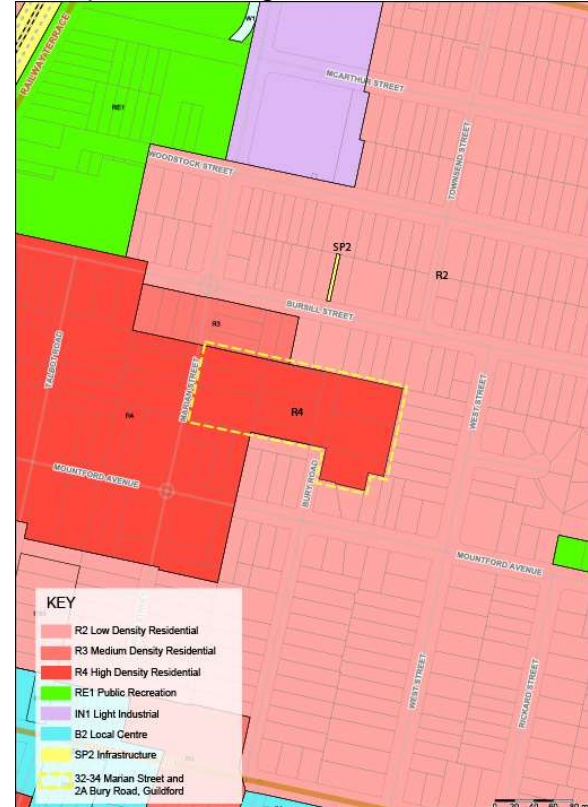 W1
RAILWAY TERRACE
RE1
MCARTHUR STREET
WOODSTOCK STREET
TOWNSEND STREET
SP2
R2
BURSILL STREET
R3
TALBOT ROAD
MARIAN STREET
WEST STREET
R4
R4
MOUNTFORD AVENUE
BURY ROAD
MOUNTFORD AVENUE
WEST STREET
RICKARD STREET
KEY
R2 Low Density Residential
R3 Medium Density Residential
R4 High Density Residential
RE1 Public Recreation
IN1 Light Industrial
B2 Local Centre
SP2 Infrastructure
32-34 Marian Street and
2A Bury Road, Guildford